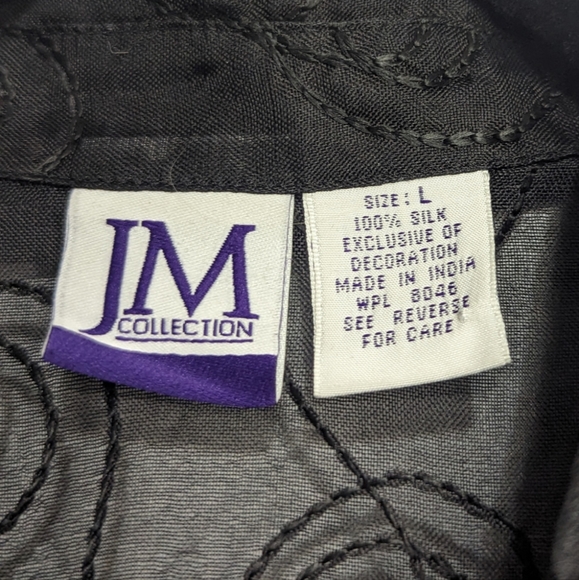 JM
COLLECTION
SIZE: L
100% SILK
EXCLUSIVE OF
DECORATION
MADE IN INDIA
WPL 8046
SEE REVERSE
FOR CARE